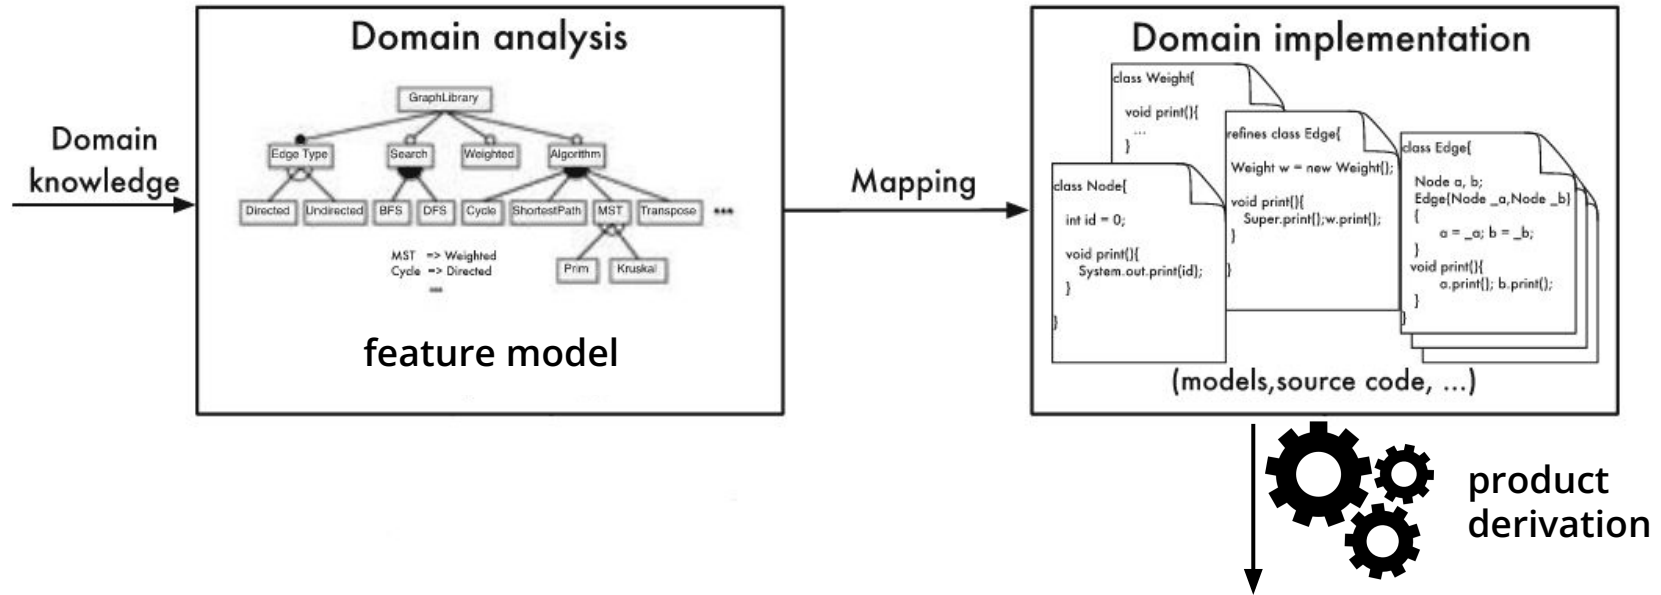 Domain
knowledge
Domain analysis
GraphLibrary
Edge Type
Search
Weighted
Algorithm
Directed
Undirected
BFS
DFS
Cycle
ShortestPath
MST
Transpose
***
Prim
Kruskal
MST => Weighted
Cycle => Directed
***
feature model
Mapping
Domain implementation
class Weight{
void print(){
...
}
refines class Edge{
Weight w = new Weight();
void print(){
Super.print();w.print();
}
}
class Edge{
Node a, b;
Edge(Node _a,Node _b)
{
a = _a; b = _b;
}
void print(){
a.print(); b.print();
}
}
class Node{
int id = 0;
void print(){
System.out.print(id);
}
}
(models,source code, ...)
product
derivation